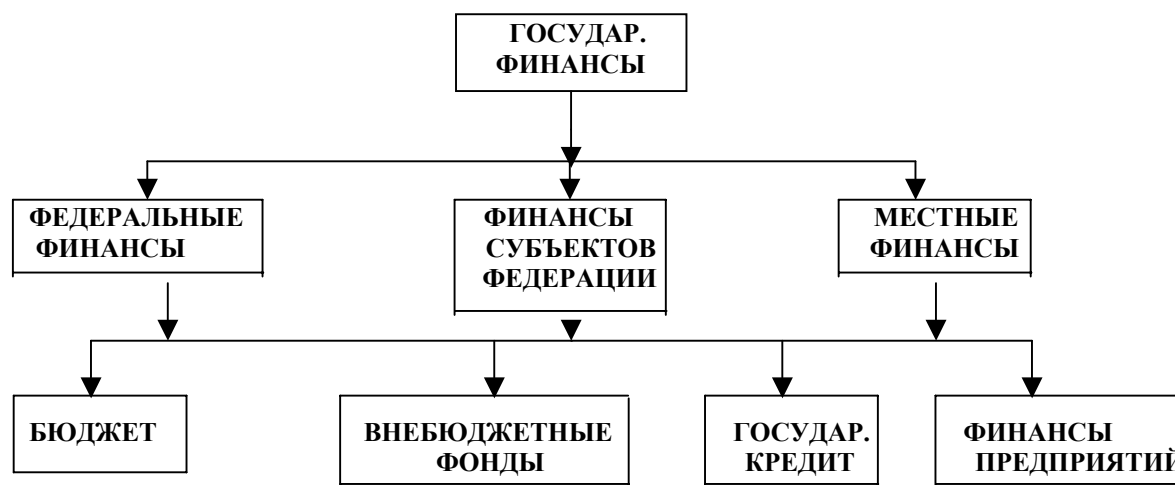 ГОСУДАР.
ФИНАНСЫ
ФЕДЕРАЛЬНЫЕ
ФИНАНСЫ
ФИНАНСЫ
СУБЪЕКТОВ
ФЕДЕРАЦИИ
МЕСТНЫЕ
ФИНАНСЫ
БЮДЖЕТ
ВНЕБЮДЖЕТНЫЕ
ФОНДЫ
ГОСУДАР.
КРЕДИТ
ФИНАНСЫ
ПРЕДПРИЯТИЙ